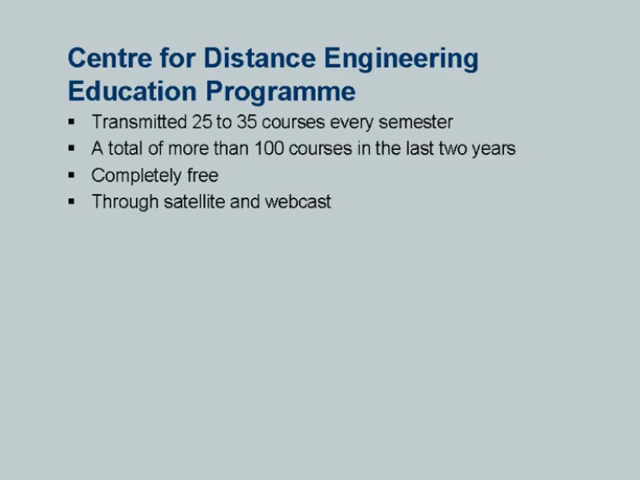 Centre for Distance Engineering
Education Programme
▪ Transmitted 25 to 35 courses every semester
▪ A total of more than 100 courses in the last two years
▪ Completely free
▪ Through satellite and webcast